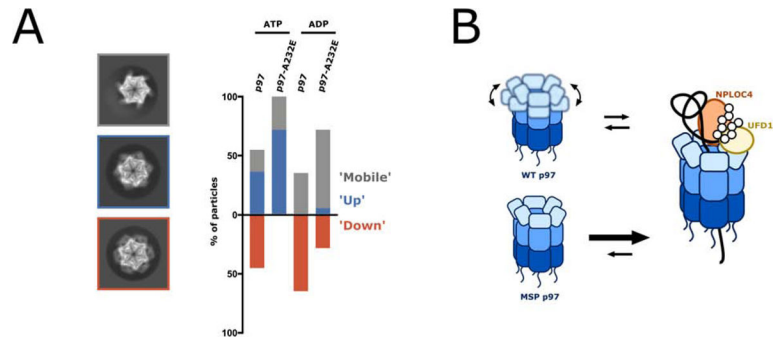 A
B
ATP
ADP
p97
p97-A232E
p97
p97-A232E
% of particles
100
50
0
50
100
'Mobile'
'Up'
'Down'
WT p97
MSP p97
NPLOC4
UFD1